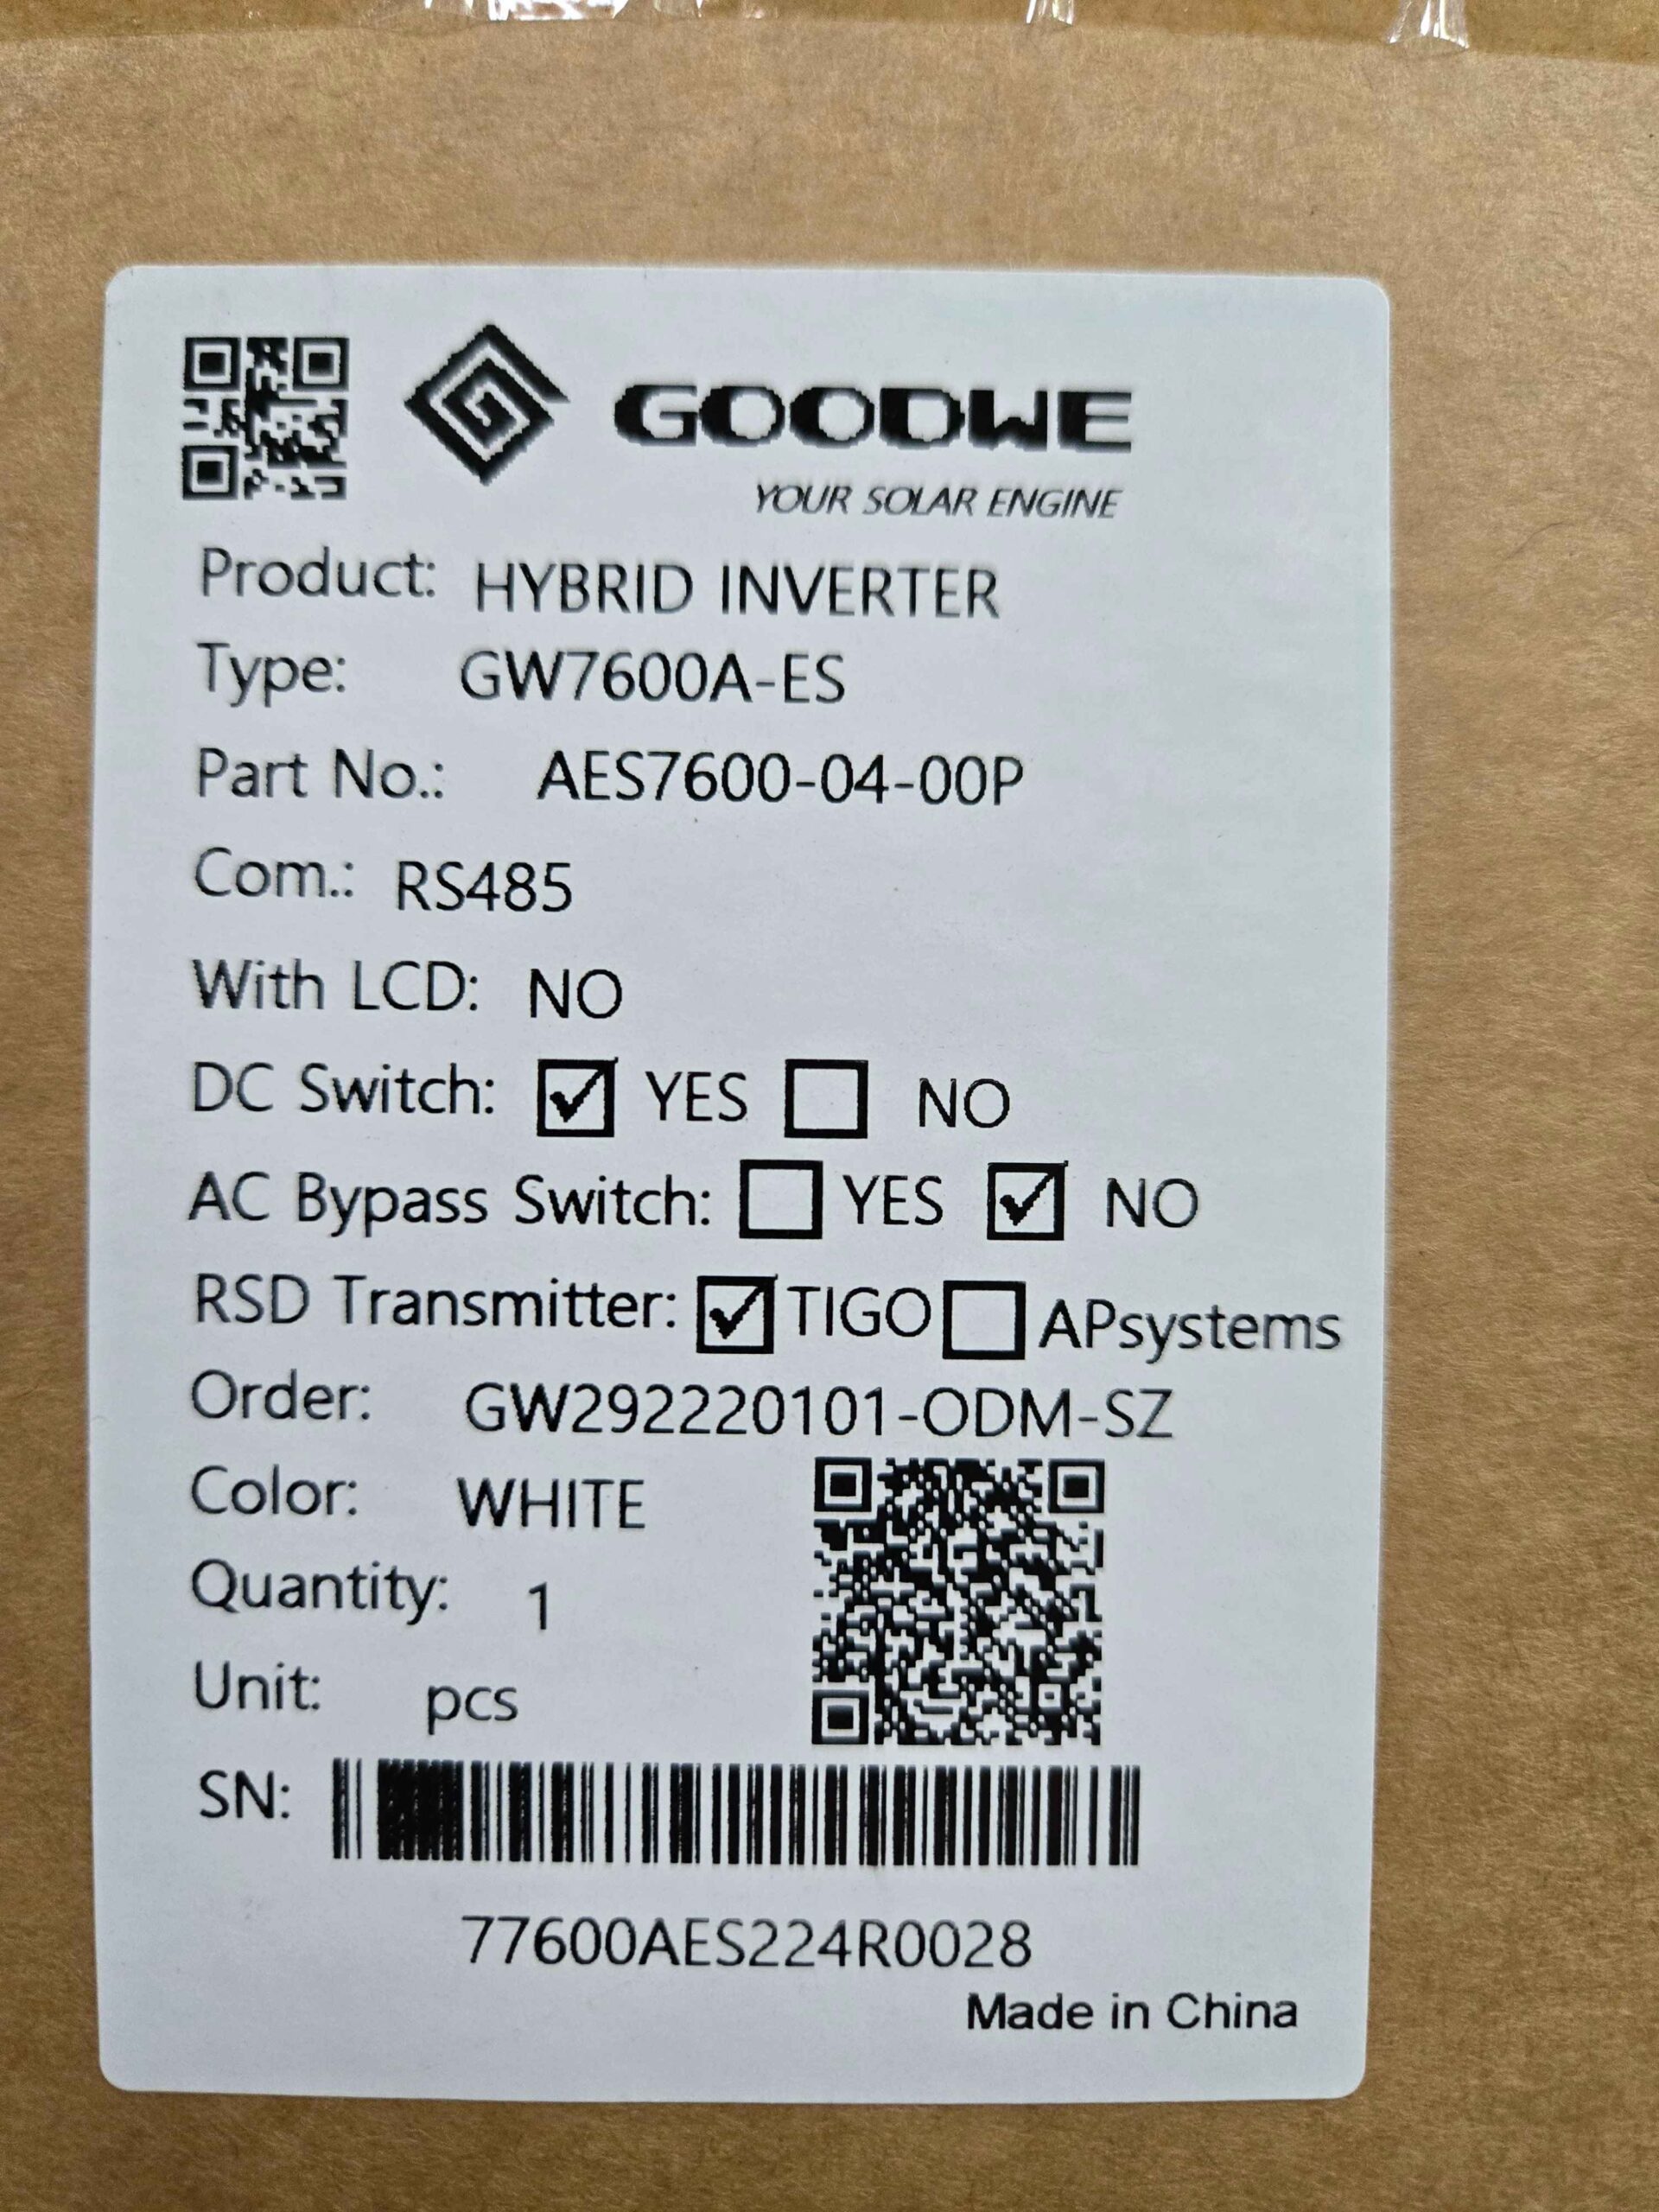 GOODWE
YOUR SOLAR ENGINE
Product: HYBRID INVERTER
Type: GW7600A-ES
Part No.: AES7600-04-00P
Com.: RS485
With LCD: NO
DC Switch: ☑ YES ☐ NO
AC Bypass Switch: ☐ YES ☑ NO
RSD Transmitter: ☑ TIGO ☐ APsystems
Order: GW292220101-ODM-SZ
Color: WHITE
Quantity: 1
Unit: pcs
SN:
77600AES224R0028
Made in China